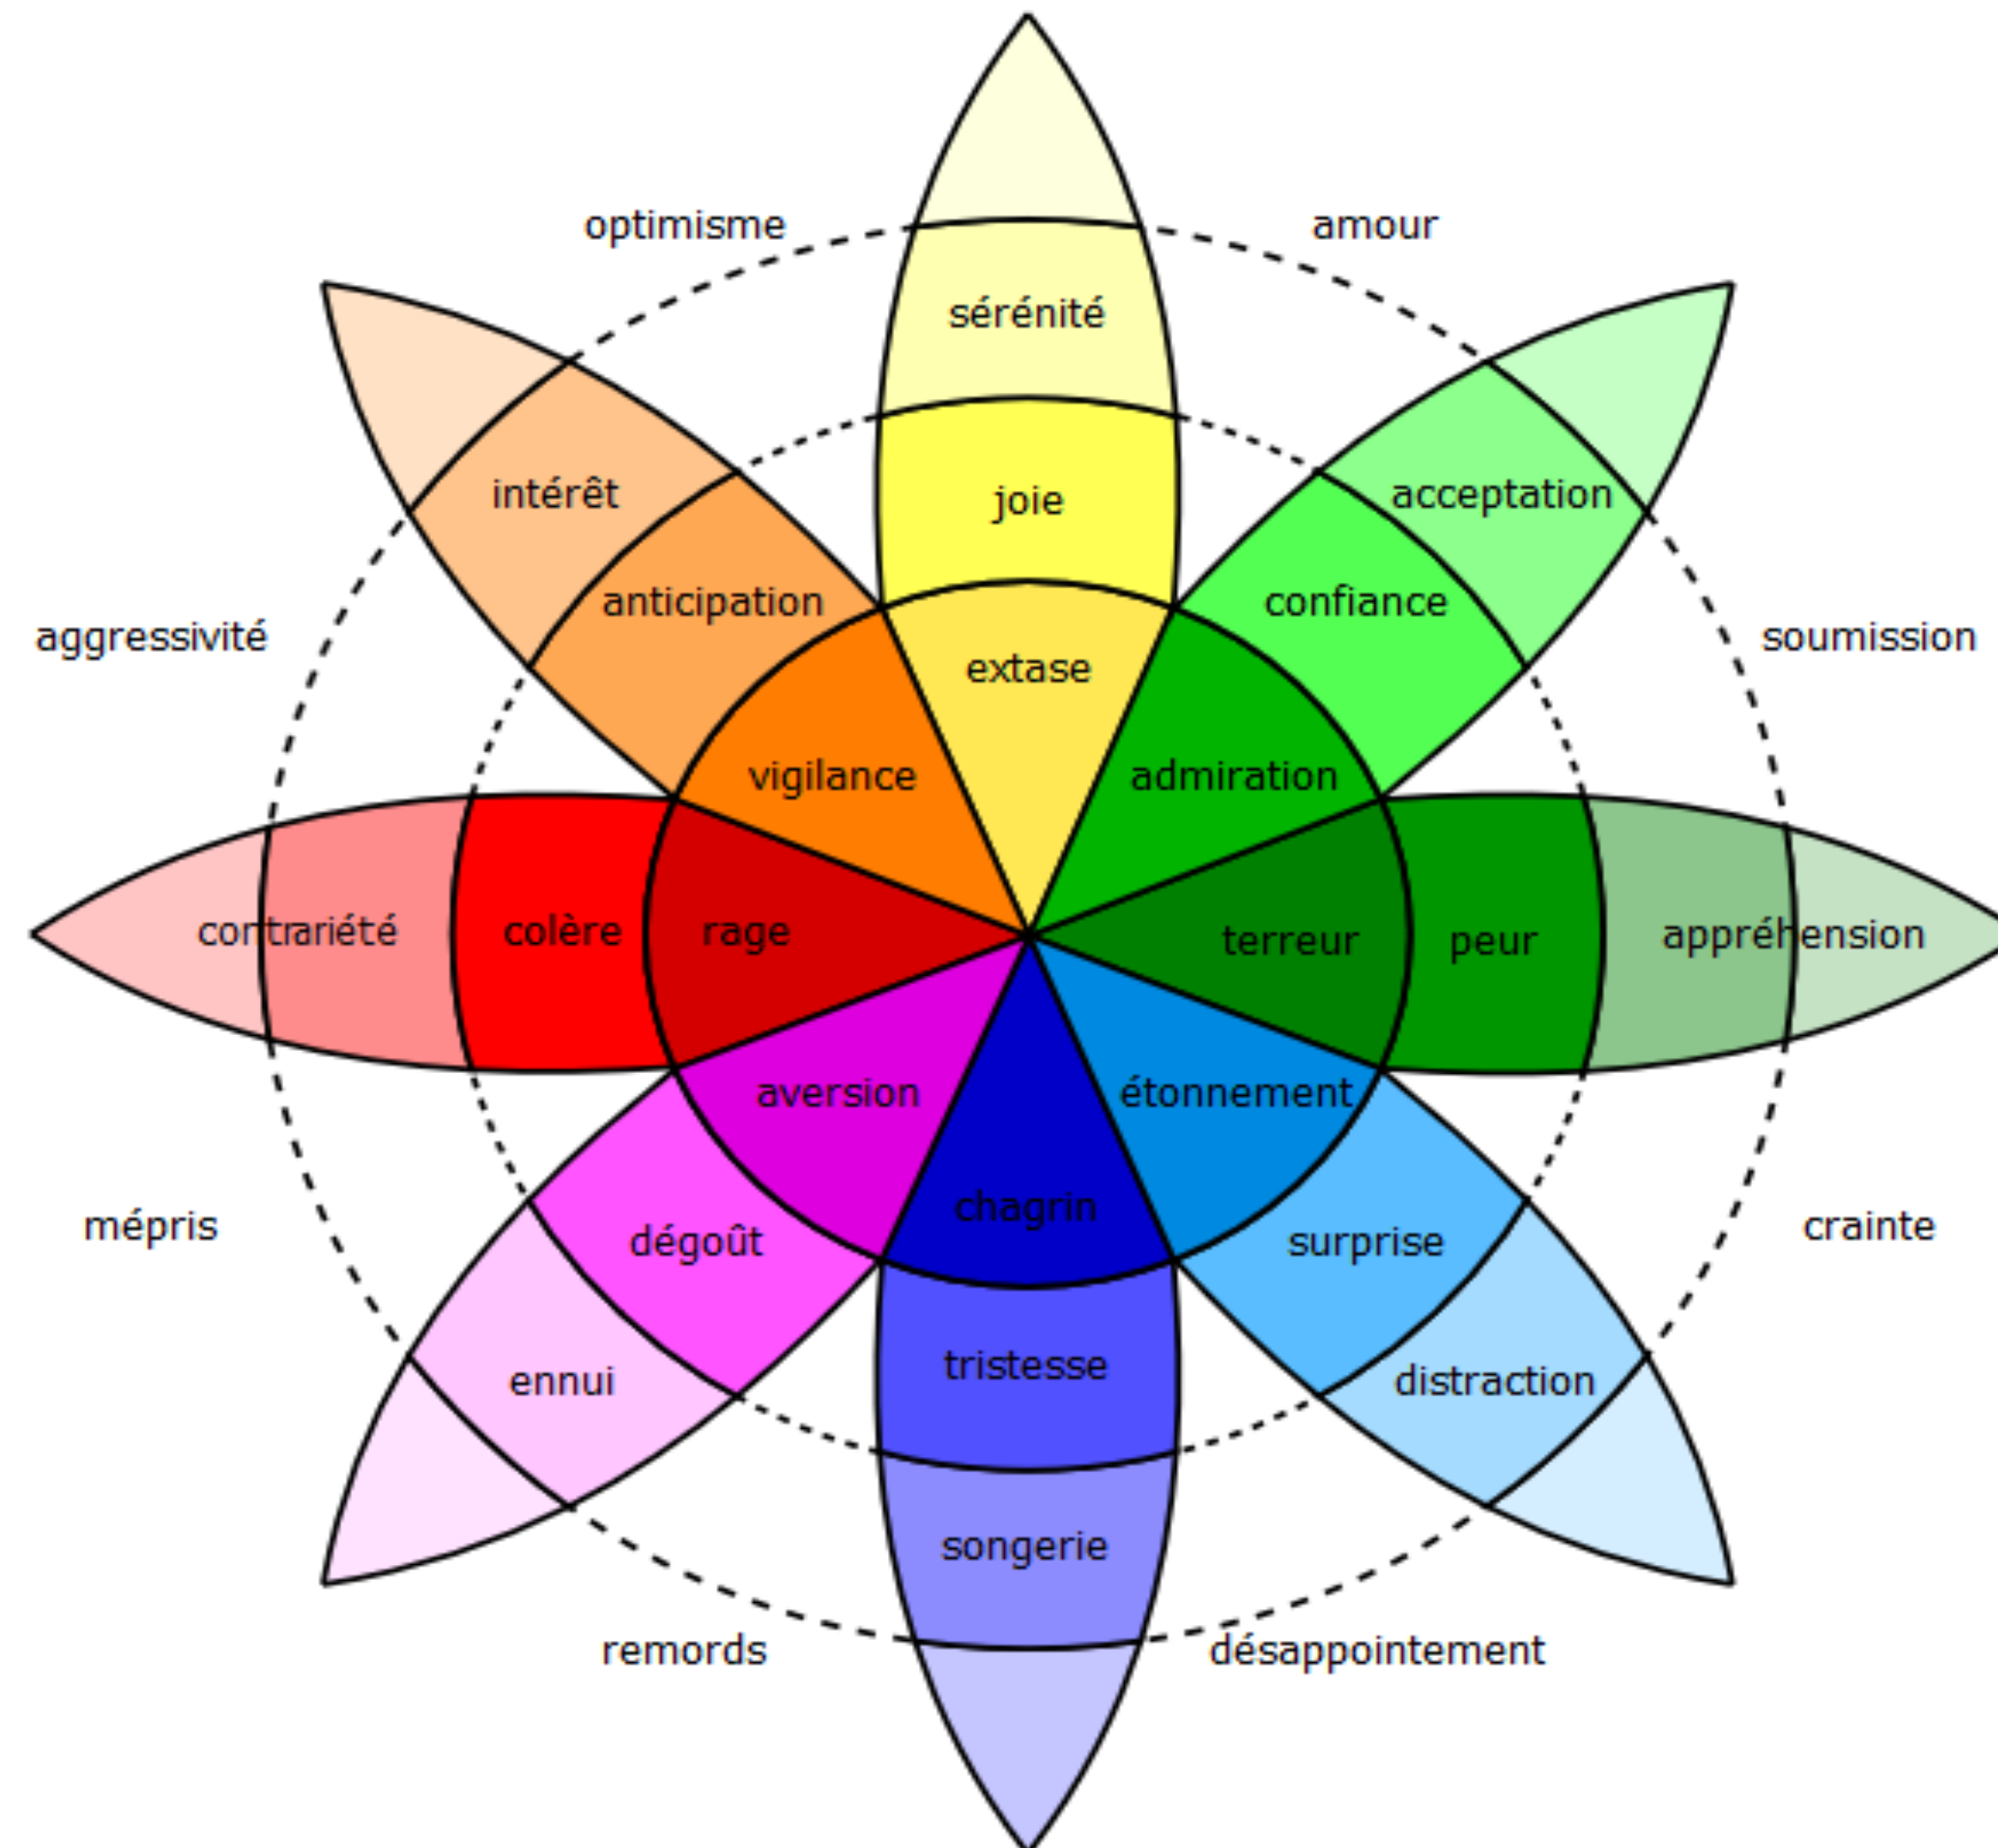 optimisme
amour
sérénité
intérêt
joie
acceptation
anticipation
confiance
aggressivité
extase
soumission
vigilance
admiration
contrariété
colère
rage
terreur
peur
appréhension
aversion
étonnement
mépris
dégoût
chagrin
surprise
crainte
ennui
tristesse
distraction
songerie
remords
désappointement